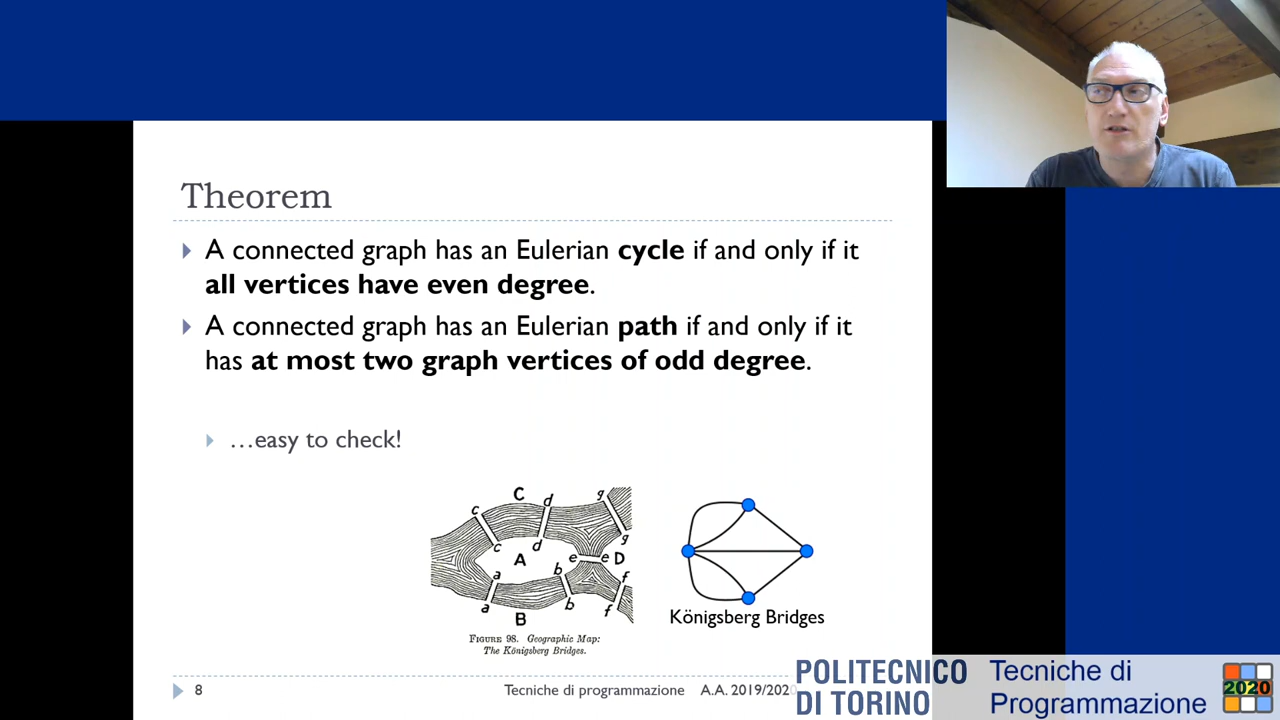 Theorem
A connected graph has an Eulerian cycle if and only if it
all vertices have even degree.
A connected graph has an Eulerian path if and only if it
has at most two graph vertices of odd degree.
…easy to check!
C
c
d
g
c
d
g
A
e
e
D
a
b
f
a
b
f
B
FIGURE 98. Geographic Map:
The Königsberg Bridges.
Königsberg Bridges
8
Tecniche di programmazione A.A. 2019/2020
POLITECNICO
DI TORINO
Tecniche di
Programmazione
2020